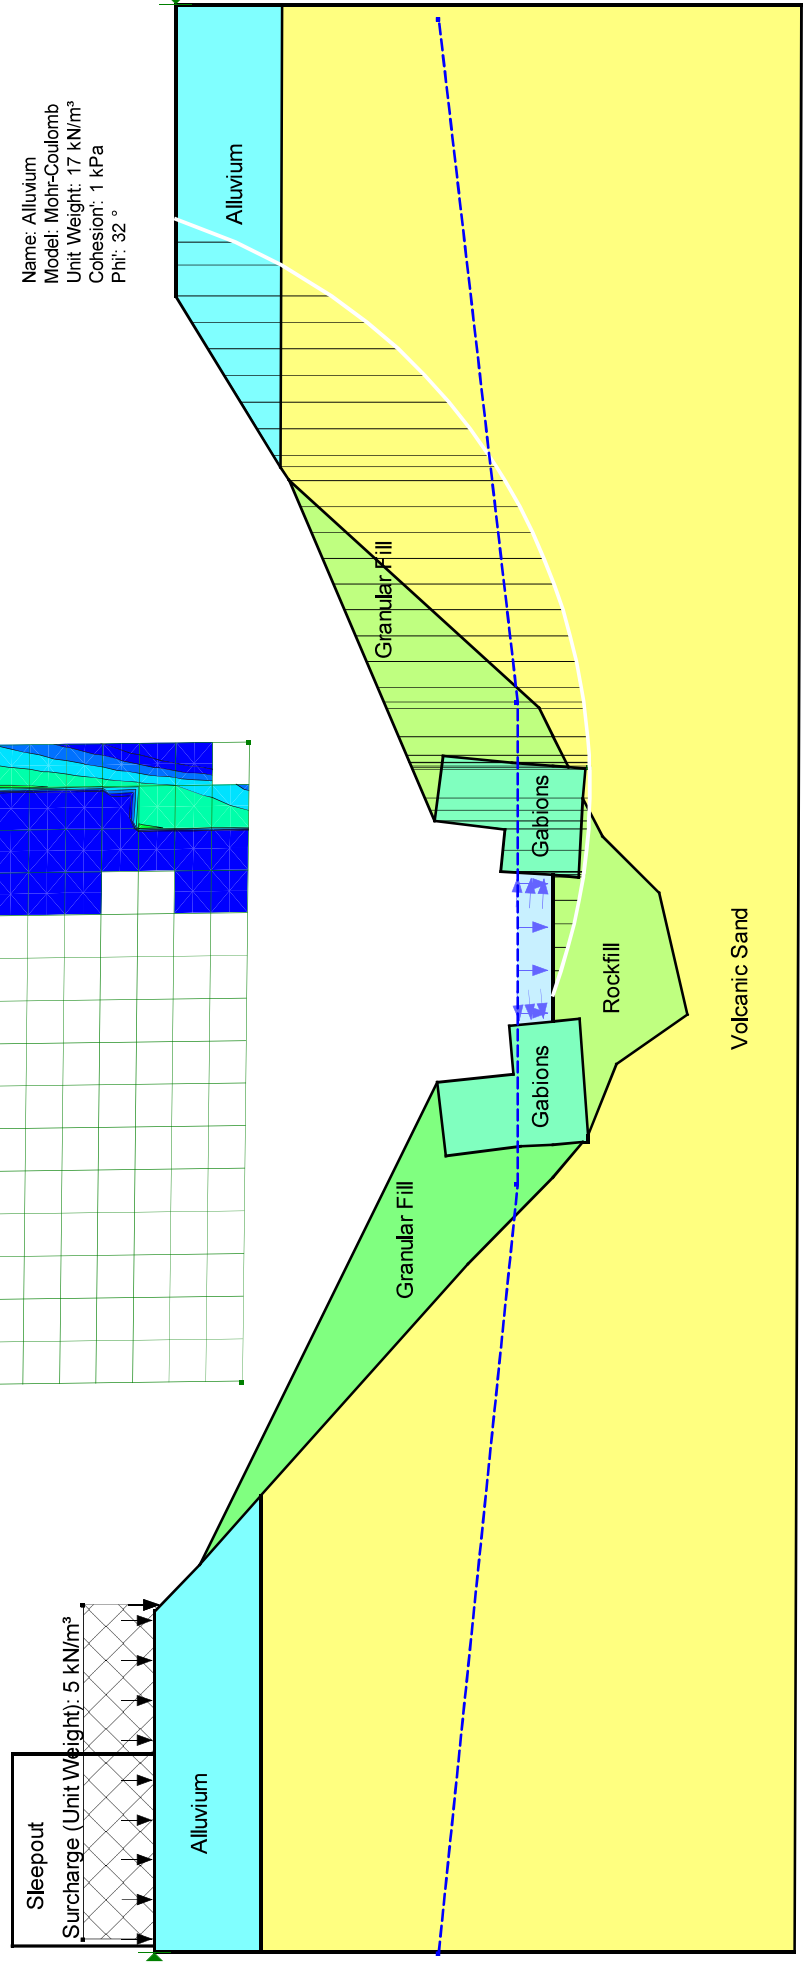 Name: Alluvium
Model: Mohr-Coulomb
Unit Weight: 17 kN/m³
Cohesion': 1 kPa
Phi': 32 °
Sleepout
Surcharge (Unit Weight): 5 kN/m³
Alluvium
Granular Fill
Gabions
Rockfill
Gabions
Granular Fill
Alluvium
Volcanic Sand